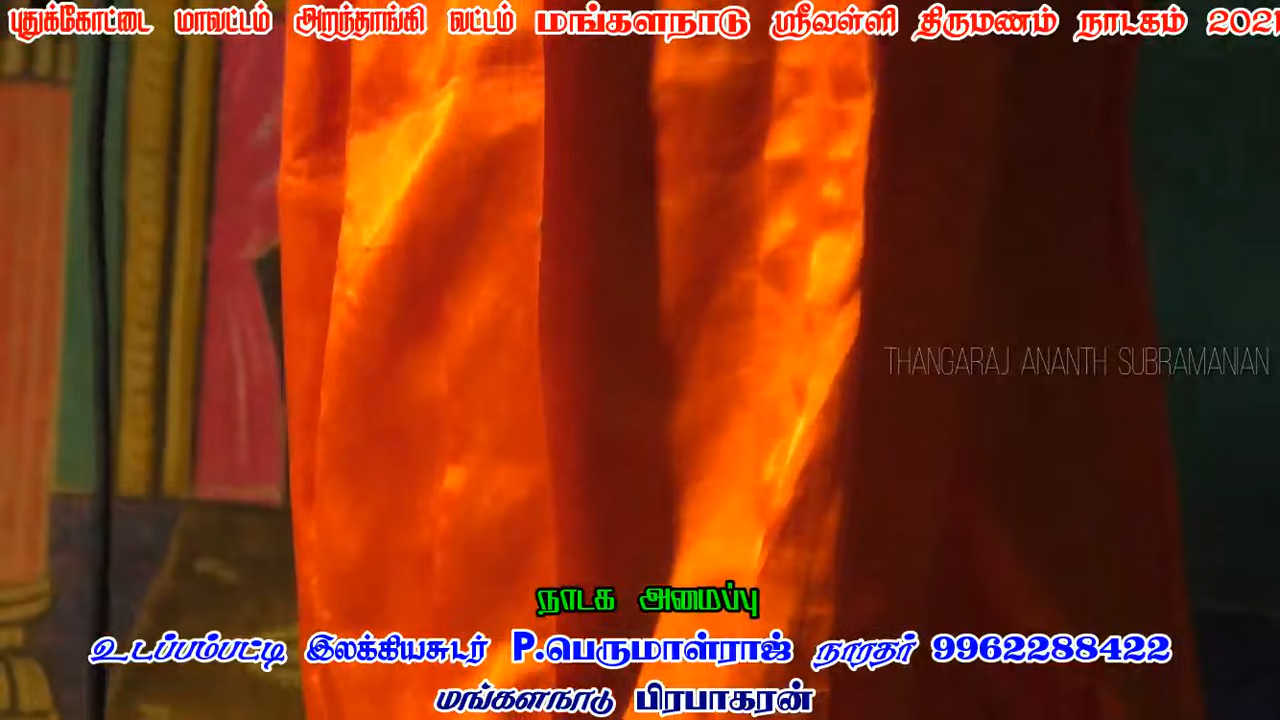 புதுக்கோட்டை மாவட்டம் அறந்தாங்கி வட்டம் மங்களநாடு ஸ்ரீவள்ளி திருமணம் நாடகம்
THANGARAJ ANANTH SUBRAMANIAN
நாடக அமைப்பு
உடப்பம்பட்டி இலக்கியசுடர் P.பெருமாள்ராஜ் நாரதர் 9962288422
மங்களநாடு பிரபாகரன்